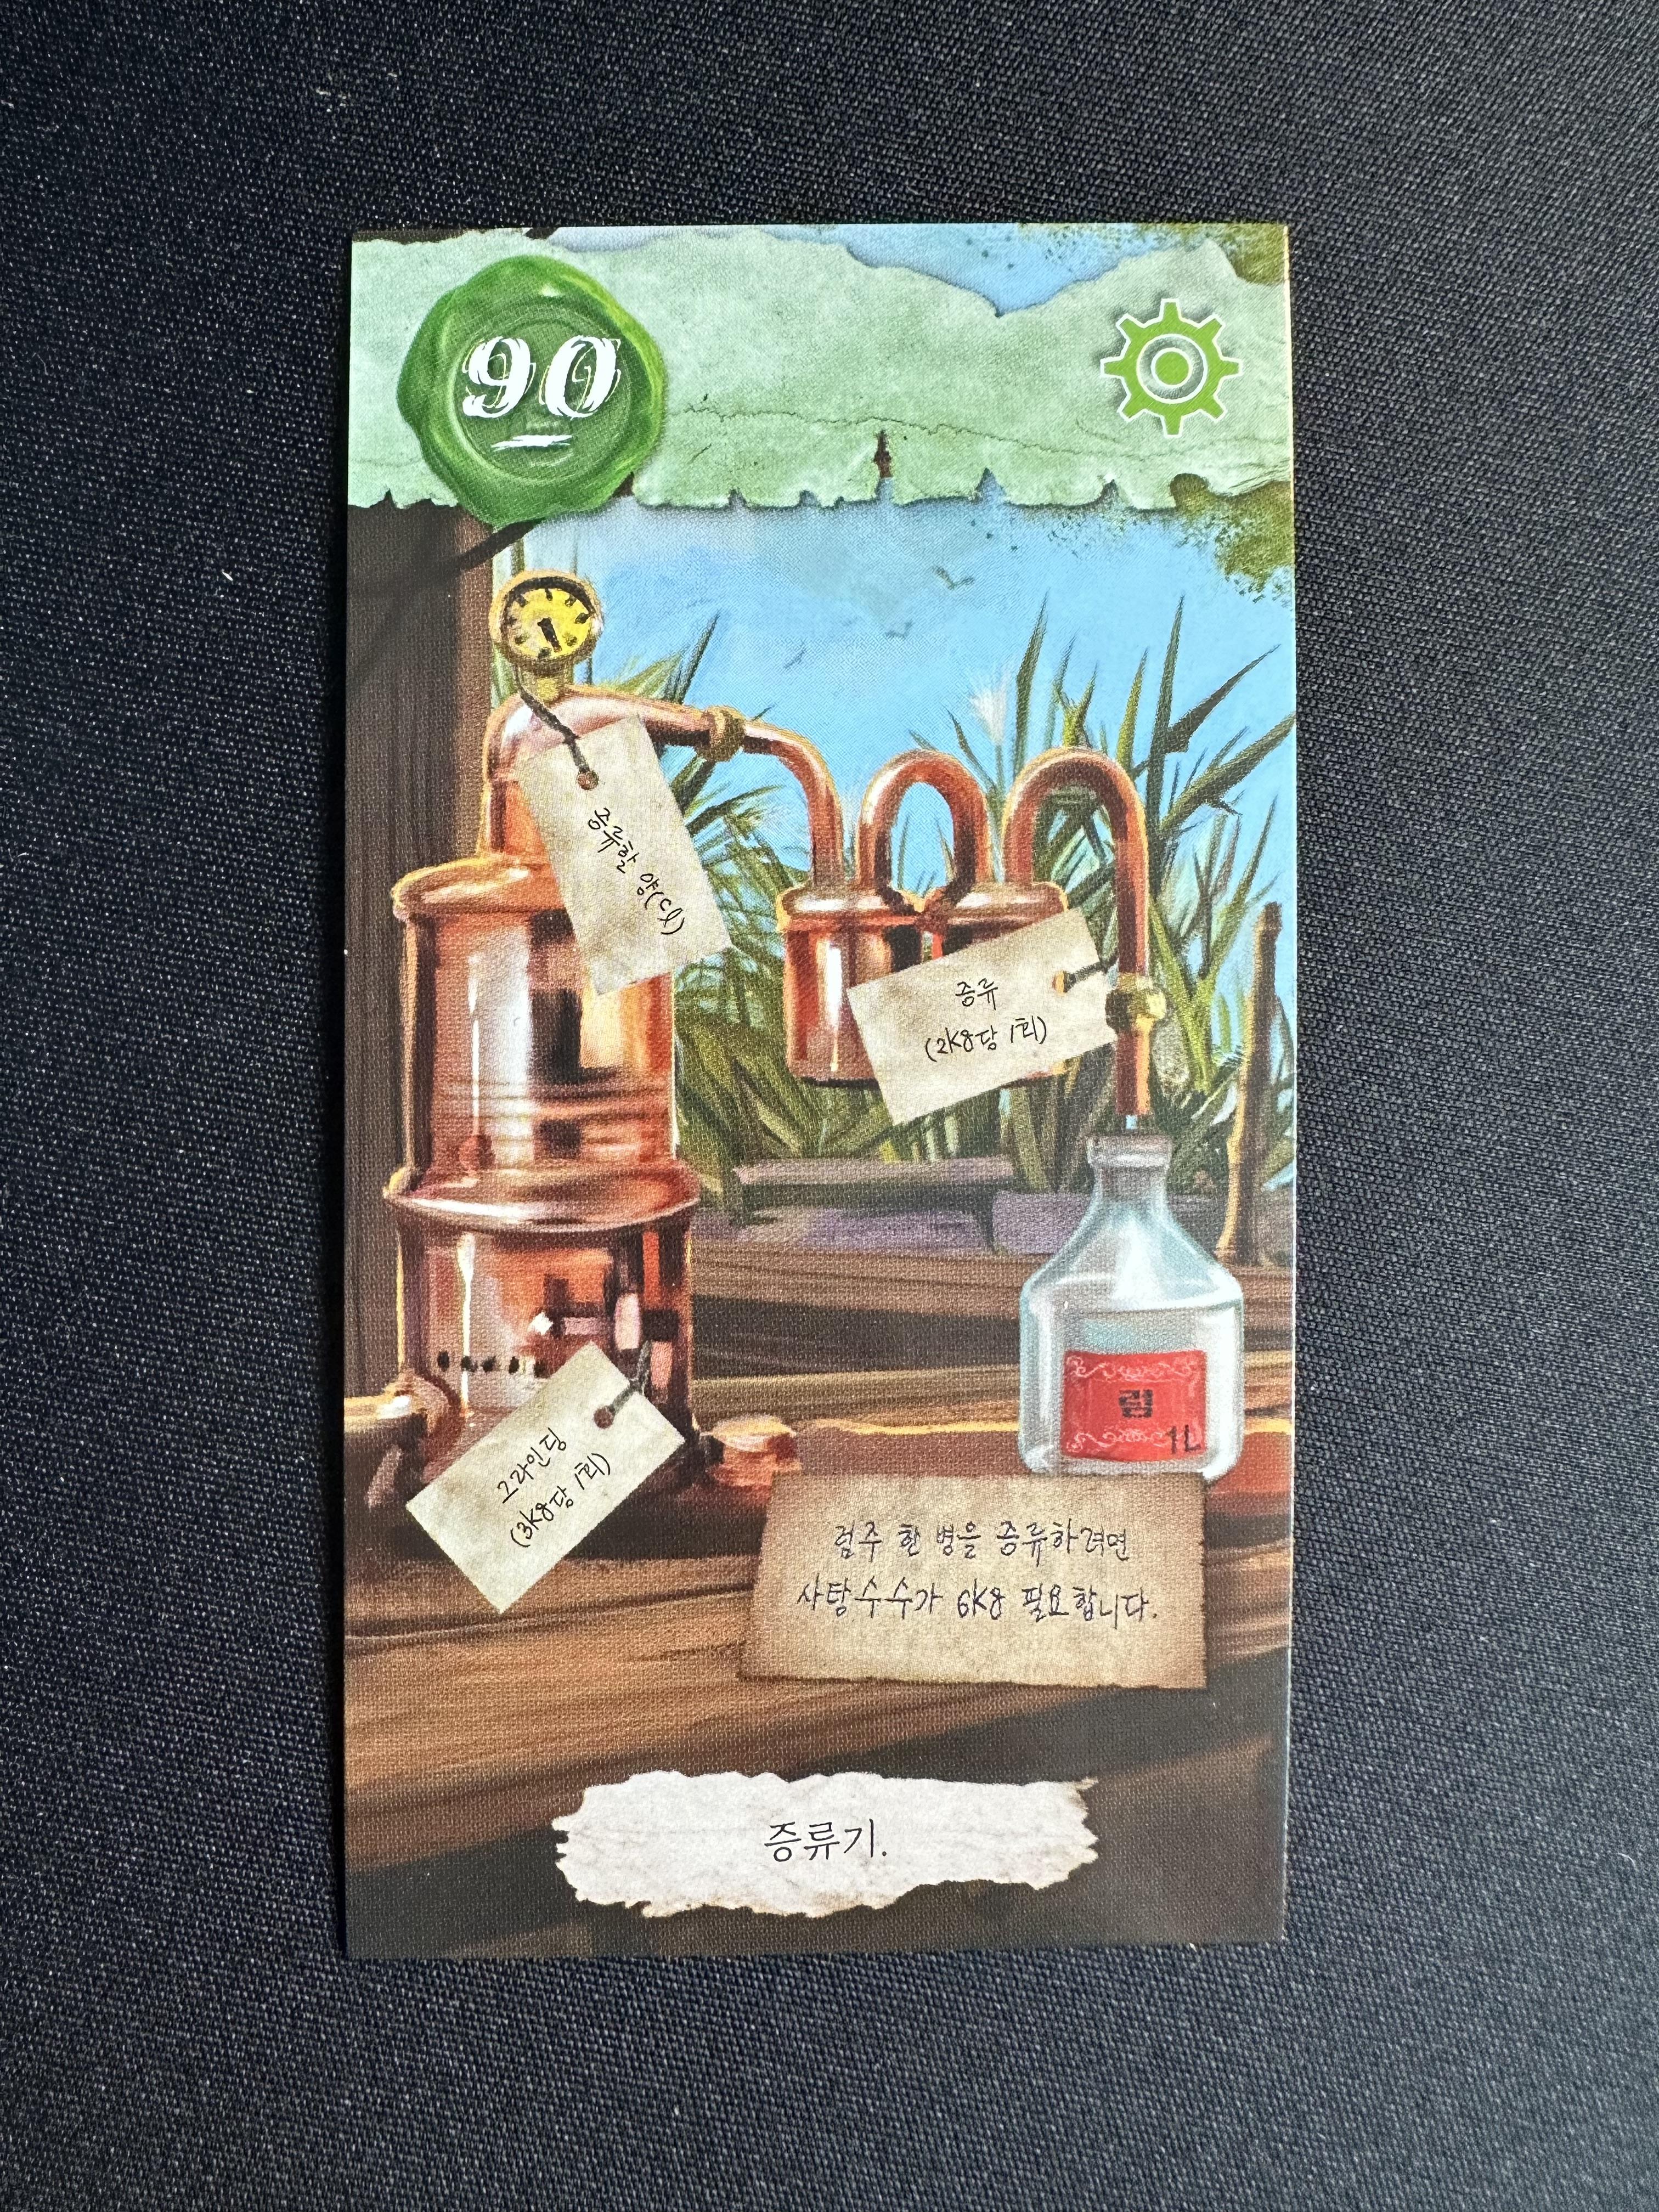 90
증류할 양(cl)
증류
(2kg당 1회)
럼
1L
그라인딩
(3kg당 1회)
럼주 한 병을 증류하려면
사탕수수가 6kg 필요합니다.
증류기.